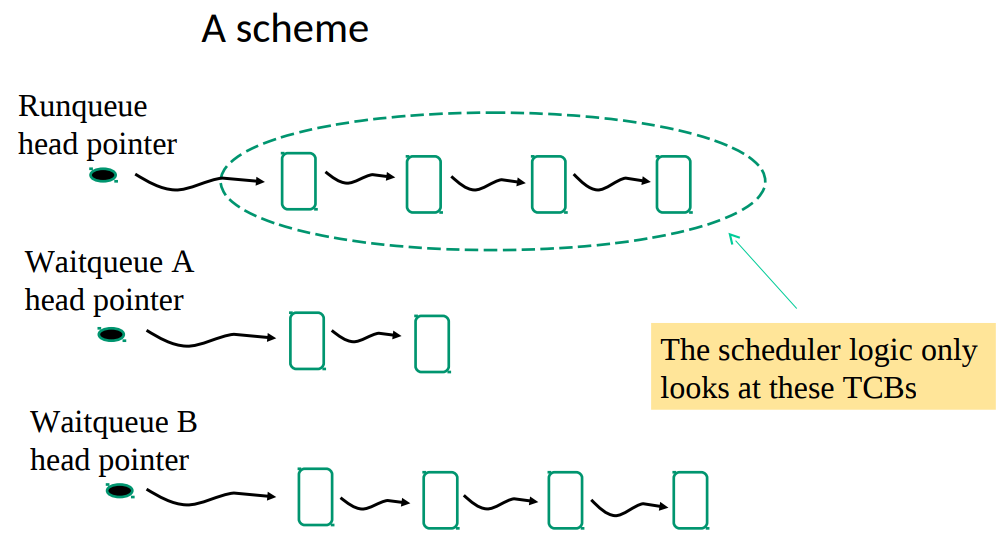 A scheme
Runqueue
head pointer
Waitqueue A
head pointer
The scheduler logic only
looks at these TCBs
Waitqueue B
head pointer